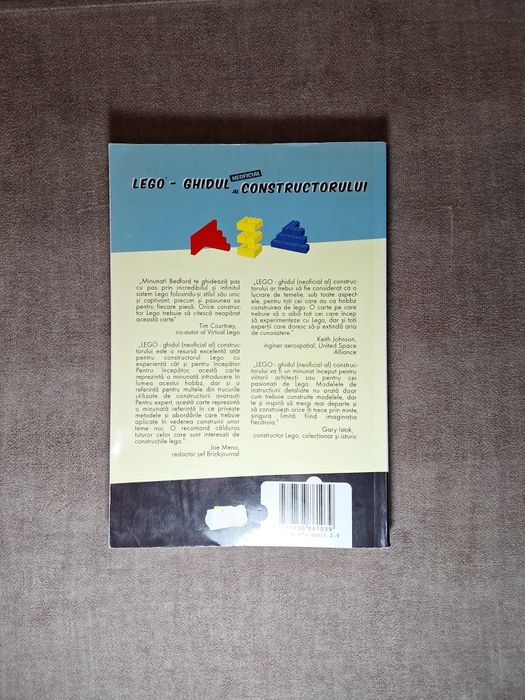 LEGO - GHIDUL NEOFICIAL AL CONSTRUCTORULUI
„Minunat! Bedford te ghidează pas
cu pas prin incredibilul și infinitul
sistem Lego folosindu-și stilul său unic
și captivant, precum și pasiunea sa
pentru fiecare piesă. Orice construc
tor Lego trebuie să citescă neapărat
această carte"
Tim Courtney,
co-autor al Virtual Lego
„LEGO - ghidul (neoficial al) construc-
torului este o resursă excelentă atât
pentru constructorul Lego cu
experiență cât și pentru începător.
Pentru începător, acestă carte
reprezintă o minunată introducere în
lumea acestui hobbz, dar și o
referință pentru multele din trucurile
utilizate de constructorii avansați.
Pentru expert, acestă carte reprezintă
o minunată referință în ce privește
metodele și abordările care trebuie
aplicate în vederea construirii unor
teme noi. O recomand călduros
tuturor celor care sunt interesați de
construcțiile lego."
Joe Meno,
redactor șef Brickjournal
„LEGO - ghidul (neoficial al) construc-
torului ar trebui să fie considerat ca o
lucrare de temelie, sub toate aspect-
ele, pentru toți cei care au ca hobbz
construirea de lego. O carte pe care
trebuie să o aibă toți cei care încep
să experimenteze cu Lego, dar și toți
experții care doresc să-și extindă aria
de cunoaștere."
Keith Johnson,
inginer aerospațial, United Space
Alliance
„LEGO - ghidul (neoficial al) construc-
torului va fi un minunat început pentru
viitorii arhitecți sau pentru cei
pasionați de Lego. Modelele de
instrucțiuni detaliate nu arată doar
cum trebuie construite modelele, dar
te și inspiră să mergi mai departe și
să construiești orice îți trece prin minte,
singura limită fiind imaginația
fiecăruia."
Gary Istok,
constructor Lego, colecționar și istoric